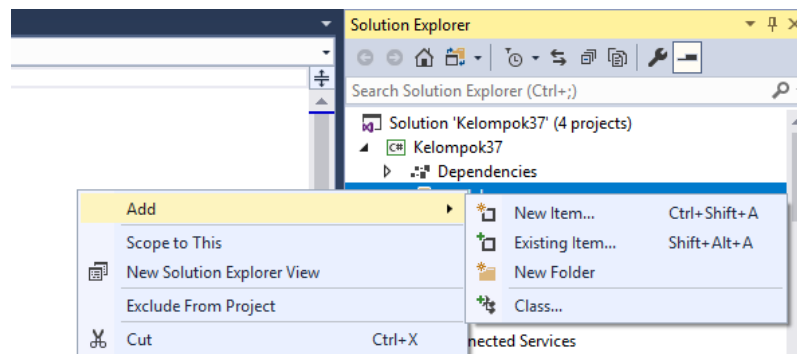 Solution Explorer
Search Solution Explorer (Ctrl+;)
Solution 'Kelompok37' (4 projects)
C# Kelompok37
Dependencies
Add
New Item... Ctrl+Shift+A
Scope to This
Existing Item... Shift+Alt+A
New Solution Explorer View
New Folder
Exclude From Project
Class...
Cut Ctrl+X
Services